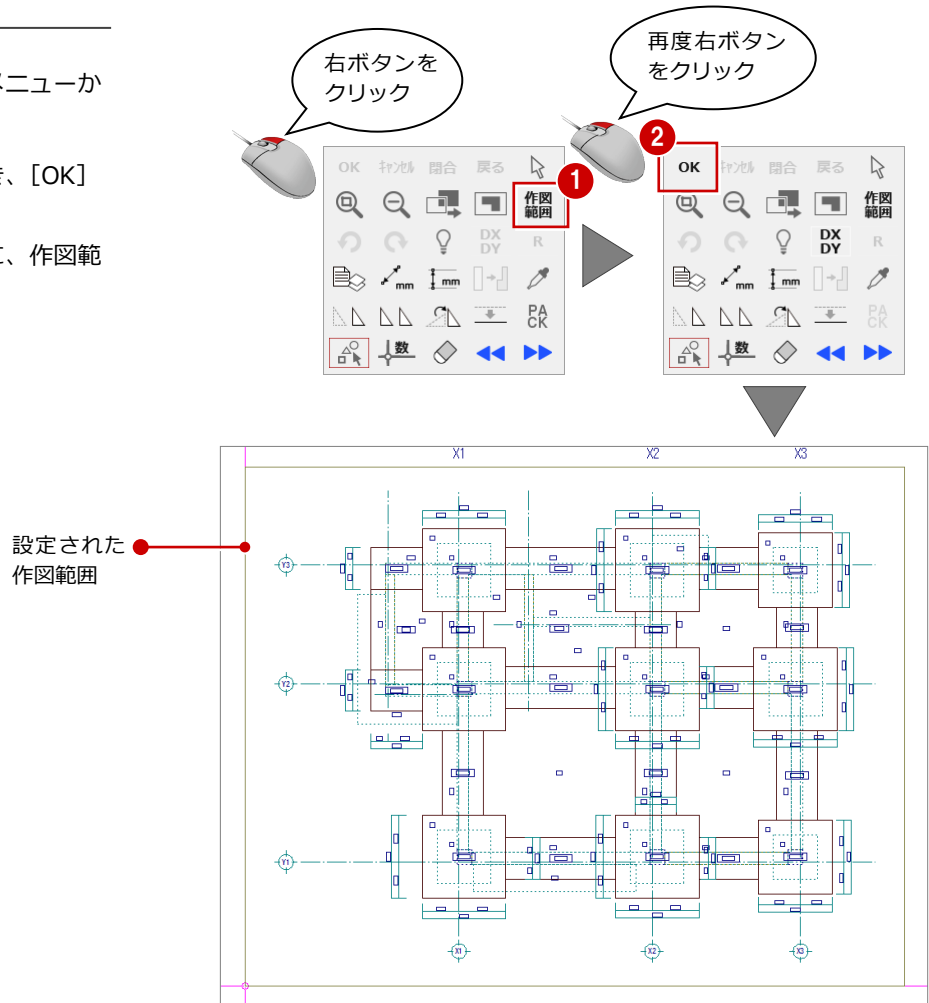 メニューか
、[OK]
、作図範
右ボタンを
クリック
再度右ボタン
をクリック
OK ｷｬﾝｾﾙ 閉合 戻る
1
作図
範囲
DX
DY
R
mm mm
PA
CK
数
2
OK ｷｬﾝｾﾙ 閉合 戻る
作図
範囲
DX
DY
R
mm mm
PA
CK
数
設定された
作図範囲
X1 X2 X3
Y3
Y2
Y1
X1 X2 X3